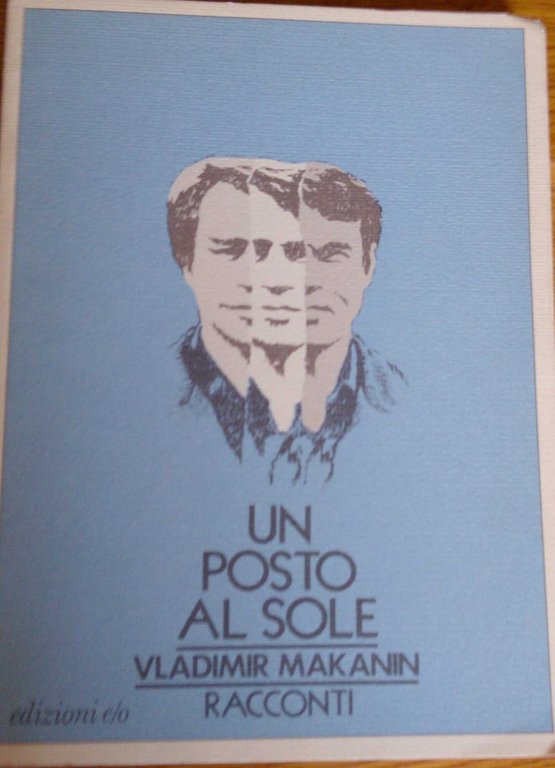 UN
POSTO
AL SOLE
VLADIMIR MAKANIN
RACCONTI
edizioni e/o